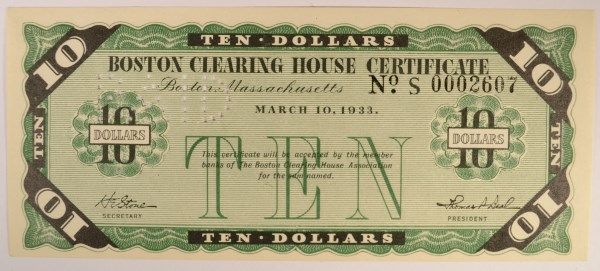 TEN · DOLLARS
10 10
BOSTON CLEARING HOUSE CERTIFICATE
Boston Massachusetts
Nº. S 0002607
MARCH 10, 1933.
10 DOLLARS
10 DOLLARS
TEN TEN
TEN
This certificate will be accepted by the member
banks of The Boston Clearing House Association
for the sum named.
SECRETARY
PRESIDENT
10 10
TEN · DOLLARS